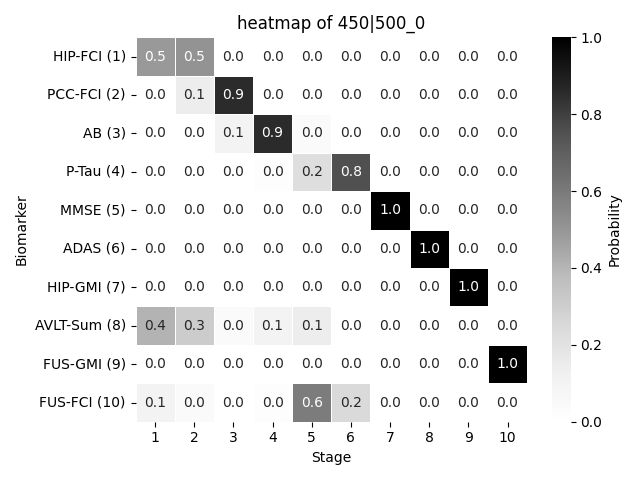 heatmap of 450|500_0
HIP-FCI (1) 0.5 0.5 0.0 0.0 0.0 0.0 0.0 0.0 0.0 0.0
PCC-FCI (2) 0.0 0.1 0.9 0.0 0.0 0.0 0.0 0.0 0.0 0.0
AB (3) 0.0 0.0 0.1 0.9 0.0 0.0 0.0 0.0 0.0 0.0
P-Tau (4) 0.0 0.0 0.0 0.0 0.2 0.8 0.0 0.0 0.0 0.0
MMSE (5) 0.0 0.0 0.0 0.0 0.0 0.0 1.0 0.0 0.0 0.0
ADAS (6) 0.0 0.0 0.0 0.0 0.0 0.0 0.0 1.0 0.0 0.0
HIP-GMI (7) 0.0 0.0 0.0 0.0 0.0 0.0 0.0 0.0 1.0 0.0
AVLT-Sum (8) 0.4 0.3 0.0 0.1 0.1 0.0 0.0 0.0 0.0 0.0
FUS-GMI (9) 0.0 0.0 0.0 0.0 0.0 0.0 0.0 0.0 0.0 1.0
FUS-FCI (10) 0.1 0.0 0.0 0.0 0.6 0.2 0.0 0.0 0.0 0.0
1 2 3 4 5 6 7 8 9 10
Stage
Biomarker
1.0
0.8
0.6
0.4
0.2
0.0
Probability